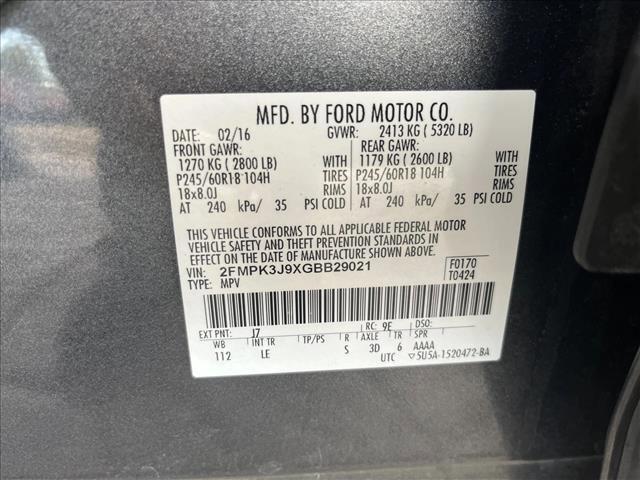 MFD. BY FORD MOTOR CO.
DATE: 02/16 GVWR: 2413 KG ( 5320 LB)
FRONT GAWR: REAR GAWR:
1270 KG ( 2800 LB) WITH 1179 KG ( 2600 LB) WITH
P245/60R18 104H TIRES P245/60R18 104H TIRES
18x8.0J RIMS 18x8.0J RIMS
AT 240 kPa/ 35 PSI COLD AT 240 kPa/ 35 PSI COLD
THIS VEHICLE CONFORMS TO ALL APPLICABLE FEDERAL MOTOR
VEHICLE SAFETY AND THEFT PREVENTION STANDARDS IN
EFFECT ON THE DATE OF MANUFACTURE SHOWN ABOVE.
VIN: 2FMPK3J9XGBB29021 F0170
TYPE: MPV T0424
EXT PNT: J7 RC: 9E
WB INT TR TP/PS R AXLE TR SPR
112 LE S 3D 6 AAAA
UTC ▽5U5A-1520472-BA